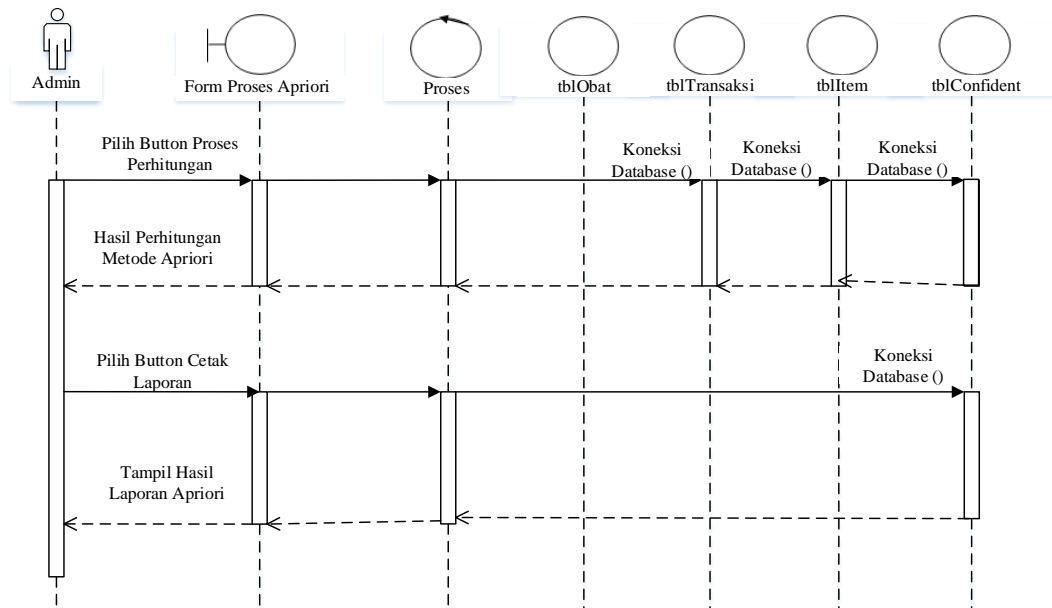 Admin
Form Proses Apriori
Proses
tblObat
tblTransaksi
tblItem
tblConfident
Pilih Button Proses
Perhitungan
Koneksi
Database ()
Koneksi
Database ()
Koneksi
Database ()
Hasil Perhitungan
Metode Apriori
Pilih Button Cetak
Laporan
Koneksi
Database ()
Tampil Hasil
Laporan Apriori